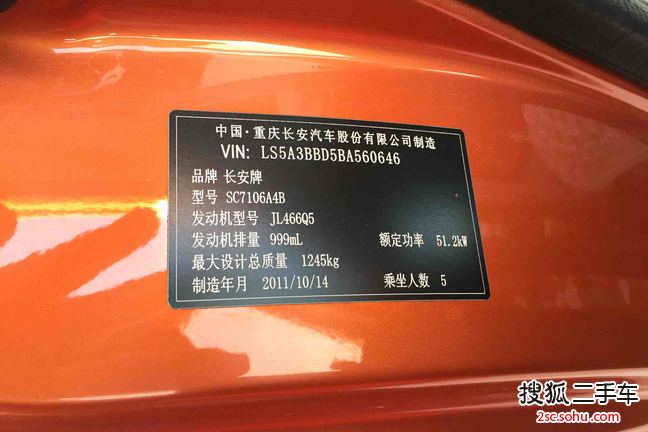 中国·重庆长安汽车股份有限公司制造
VIN: LS5A3BBD5BA560646
品牌 长安牌
型号 SC7106A4B
发动机型号 JL466Q5
发动机排量 999mL 额定功率 51.2kW
最大设计总质量 1245kg
制造年月 2011/10/14 乘坐人数 5
搜狐 二手车
2sc.sohu.com